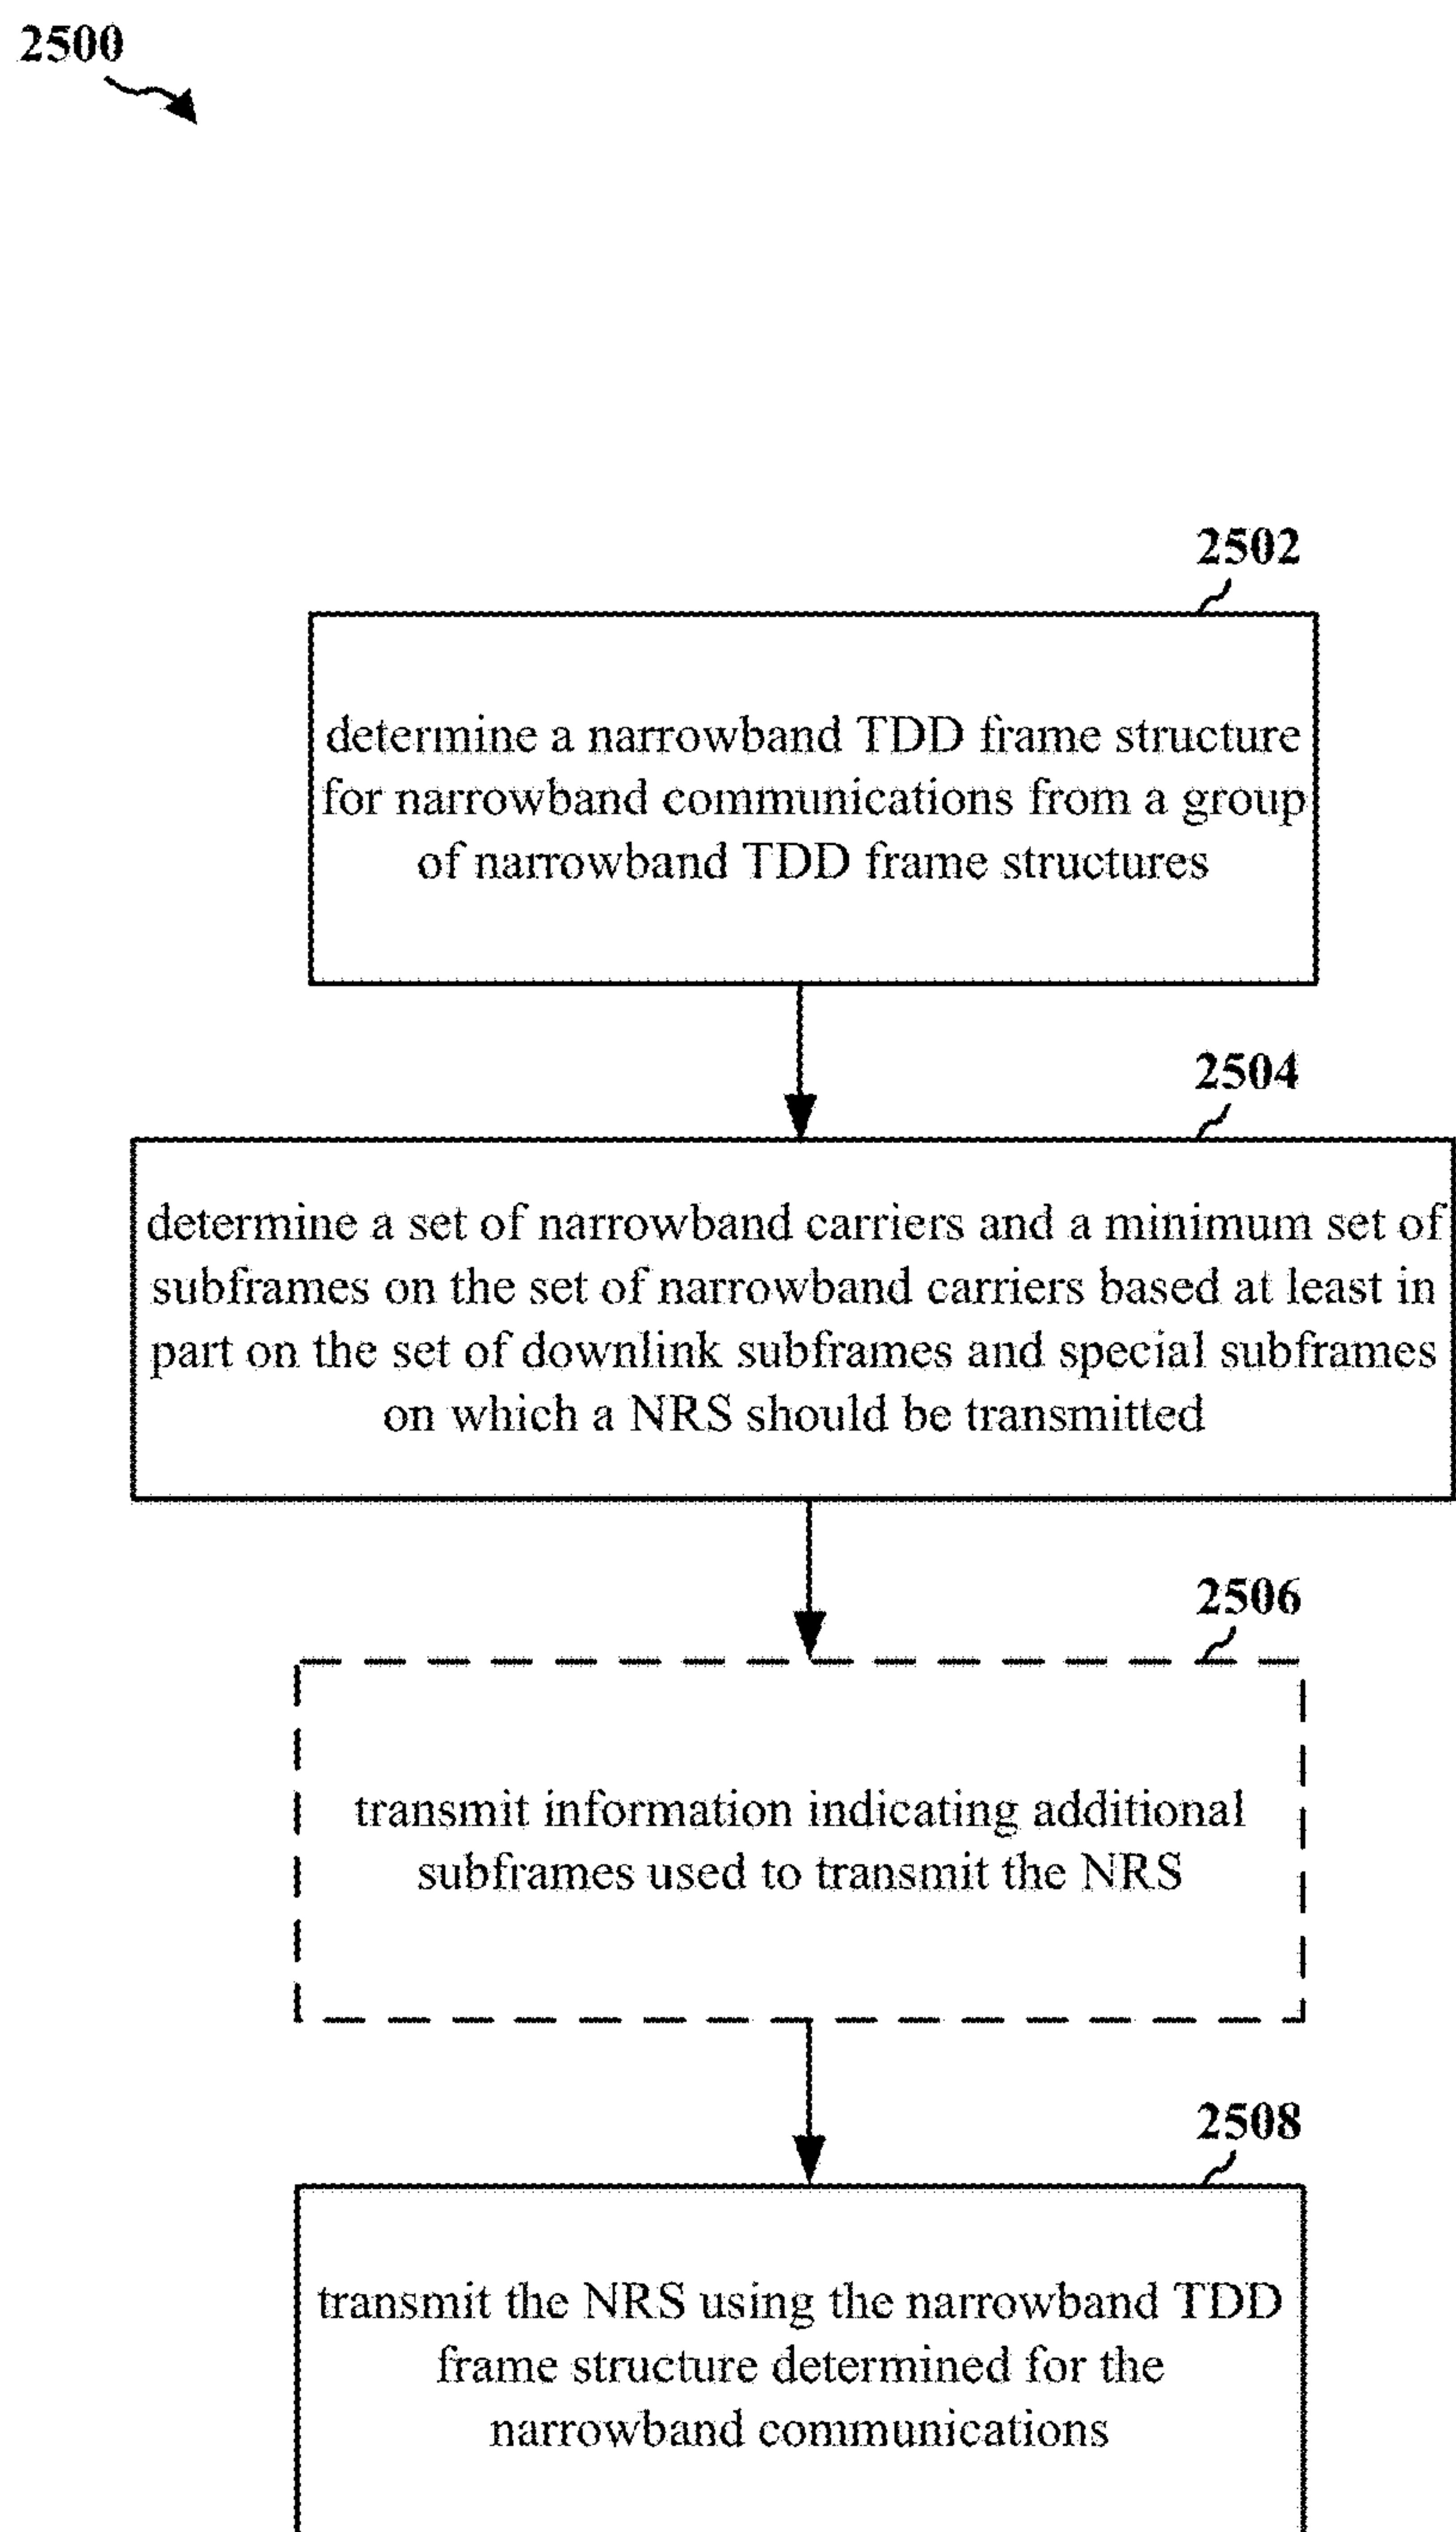 2500
2502
determine a narrowband TDD frame structure
for narrowband communications from a group
of narrowband TDD frame structures
2504
determine a set of narrowband carriers and a minimum set of
subframes on the set of narrowband carriers based at least in
part on the set of downlink subframes and special subframes
on which a NRS should be transmitted
2506
transmit information indicating additional
subframes used to transmit the NRS
2508
transmit the NRS using the narrowband TDD
frame structure determined for the
narrowband communications